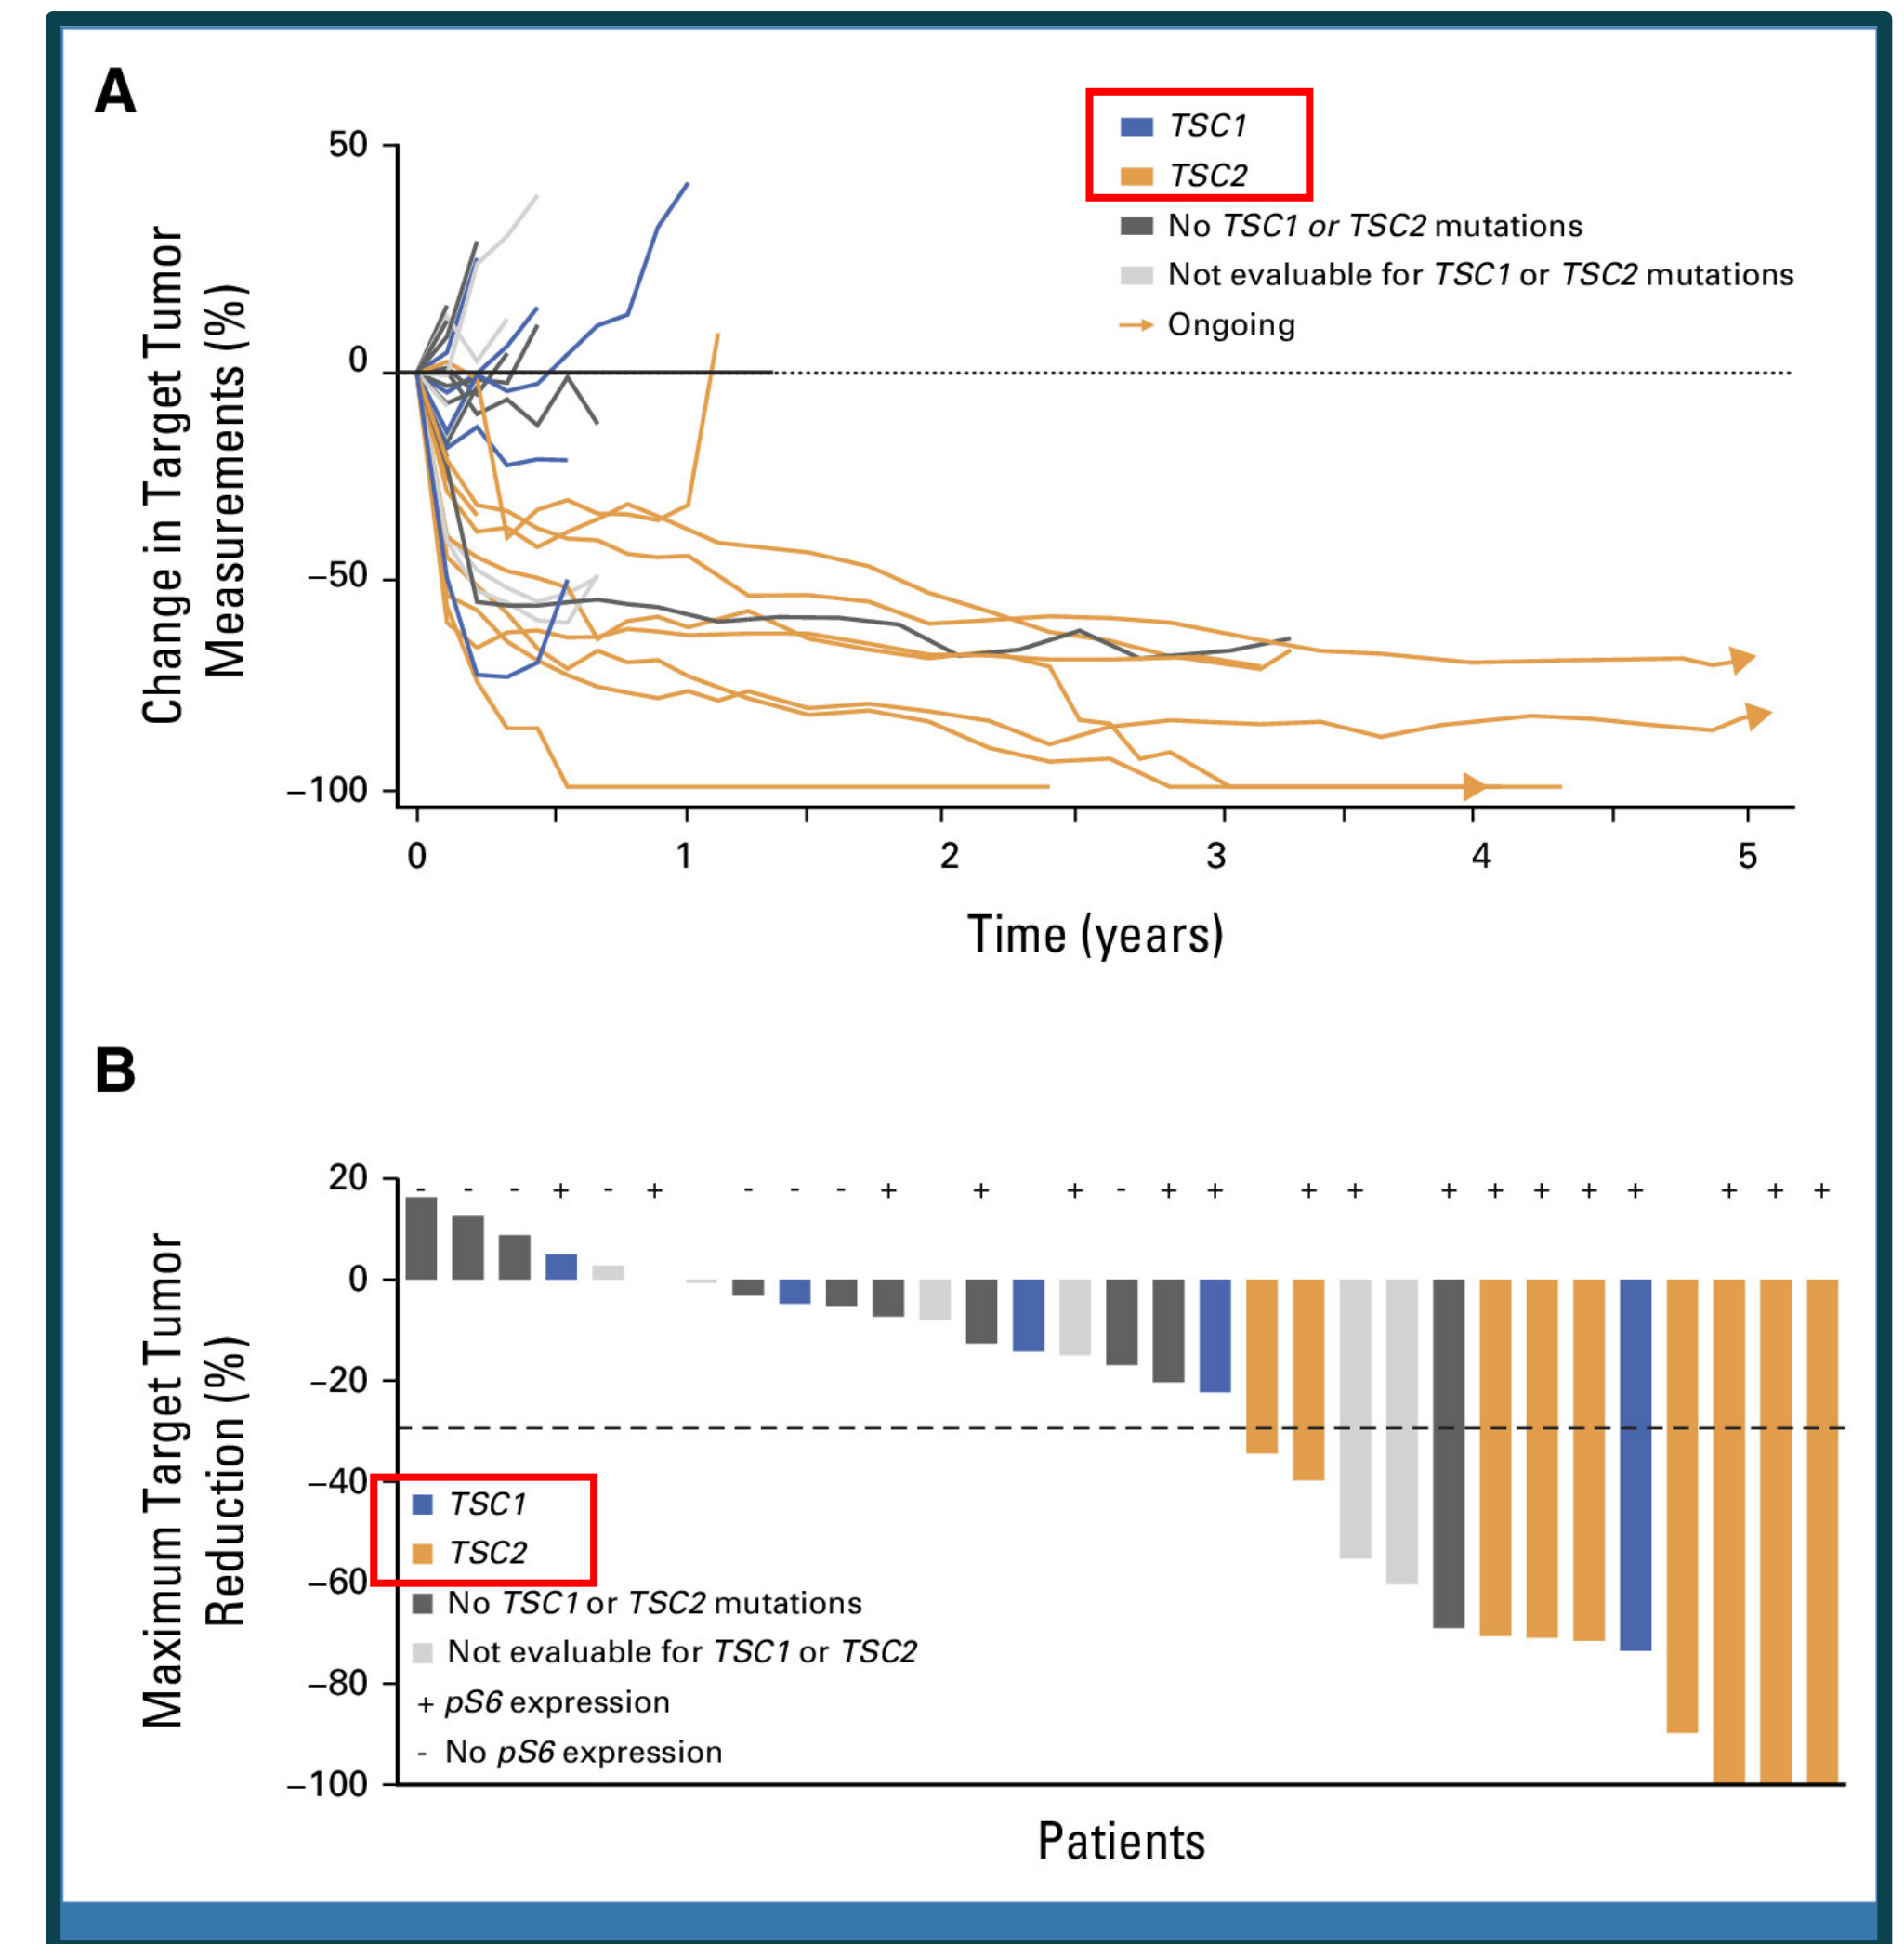 A
50
0
–50
–100
Change in Target Tumor
Measurements (%)
TSC1
TSC2
No TSC1 or TSC2 mutations
Not evaluable for TSC1 or TSC2 mutations
Ongoing
0 1 2 3 4 5
Time (years)
B
20
0
–20
–40
–60
–80
–100
Maximum Target Tumor
Reduction (%)
- - - + - + - - - + + + - + + + + + + + + + + + +
TSC1
TSC2
No TSC1 or TSC2 mutations
Not evaluable for TSC1 or TSC2
+ pS6 expression
- No pS6 expression
Patients